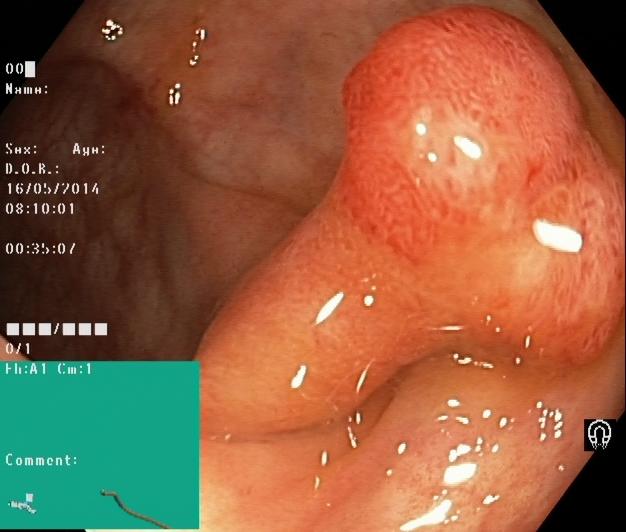 00
Name:
Sex: Age:
D.O.B.:
16/05/2014
08:10:01
00:35:07
0/1
Eh:A1 Cm:1
Comment: